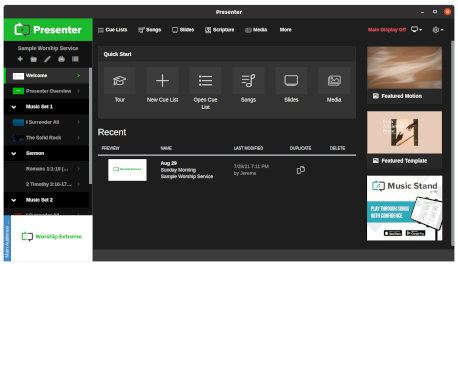 Presenter
Presenter
Cue Lists
Songs
Slides
Scripture
Media
More
Main Display Off
Sample Worship Service
Welcome
Presenter Overview
Music Set 1
I Surrender All
The Solid Rock
Sermon
Romans 1:1-19 (...
2 Timothy 3:16-17...
Music Set 2
I Surrender All
Main Audience ...
Worship Extreme
Quick Start
Tour
New Cue List
Open Cue
List
Songs
Slides
Media
Recent
PREVIEW
NAME
LAST MODIFIED
DUPLICATE
DELETE
Aug 29
Sunday Morning
Sample Worship Service
7/28/21 7:11 PM
by Jerome
Featured Motion
Featured Template
Music Stand
PLAY THROUGH SONGS
WITH CONFIDENCE